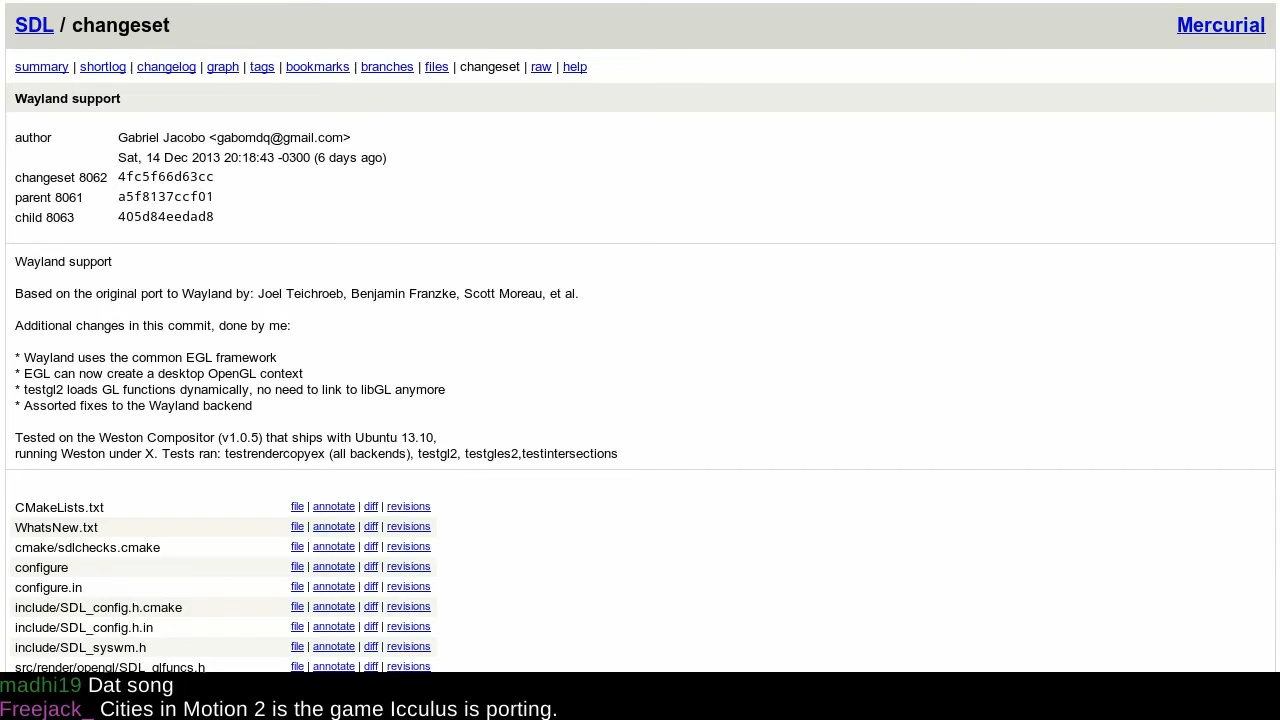 SDL / changeset Mercurial
summary | shortlog | changelog | graph | tags | bookmarks | branches | files | changeset | raw | help
Wayland support
author Gabriel Jacobo <gabomdq@gmail.com>
Sat, 14 Dec 2013 20:18:43 -0300 (6 days ago)
changeset 8062 4fc5f66d63cc
parent 8061 a5f8137ccf01
child 8063 405d84eedad8
Wayland support
Based on the original port to Wayland by: Joel Teichroeb, Benjamin Franzke, Scott Moreau, et al.
Additional changes in this commit, done by me:
* Wayland uses the common EGL framework
* EGL can now create a desktop OpenGL context
* testgl2 loads GL functions dynamically, no need to link to libGL anymore
* Assorted fixes to the Wayland backend
Tested on the Weston Compositor (v1.0.5) that ships with Ubuntu 13.10,
running Weston under X. Tests ran: testrendercopyex (all backends), testgl2, testgles2,testintersections
CMakeLists.txt file | annotate | diff | revisions
WhatsNew.txt file | annotate | diff | revisions
cmake/sdlchecks.cmake file | annotate | diff | revisions
configure file | annotate | diff | revisions
configure.in file | annotate | diff | revisions
include/SDL_config.h.cmake file | annotate | diff | revisions
include/SDL_config.h.in file | annotate | diff | revisions
include/SDL_syswm.h file | annotate | diff | revisions
src/render/opengl/SDL_glfuncs.h file | annotate | diff | revisions
madhi19 Dat song
Freejack_ Cities in Motion 2 is the game Icculus is porting.